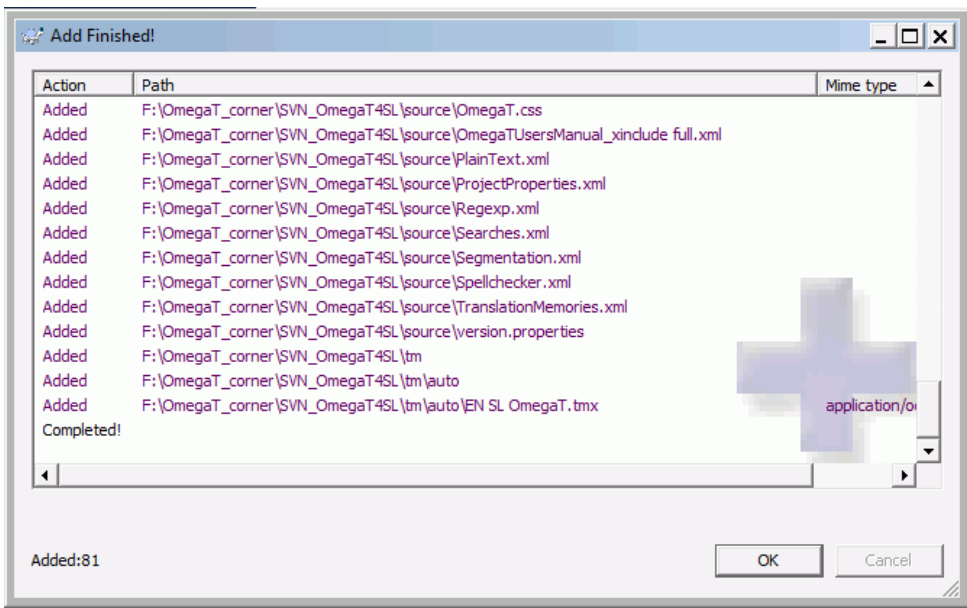 Add Finished!
Action Path Mime type
Added F:\OmegaT_corner\SVN_OmegaT4SL\source\OmegaT.css
Added F:\OmegaT_corner\SVN_OmegaT4SL\source\OmegaTUsersManual_xinclude full.xml
Added F:\OmegaT_corner\SVN_OmegaT4SL\source\PlainText.xml
Added F:\OmegaT_corner\SVN_OmegaT4SL\source\ProjectProperties.xml
Added F:\OmegaT_corner\SVN_OmegaT4SL\source\Regexp.xml
Added F:\OmegaT_corner\SVN_OmegaT4SL\source\Searches.xml
Added F:\OmegaT_corner\SVN_OmegaT4SL\source\Segmentation.xml
Added F:\OmegaT_corner\SVN_OmegaT4SL\source\Spellchecker.xml
Added F:\OmegaT_corner\SVN_OmegaT4SL\source\TranslationMemories.xml
Added F:\OmegaT_corner\SVN_OmegaT4SL\source\version.properties
Added F:\OmegaT_corner\SVN_OmegaT4SL\tm
Added F:\OmegaT_corner\SVN_OmegaT4SL\tm\auto
Added F:\OmegaT_corner\SVN_OmegaT4SL\tm\auto\EN SL OmegaT.tmx application/o
Completed!
Added:81 OK Cancel